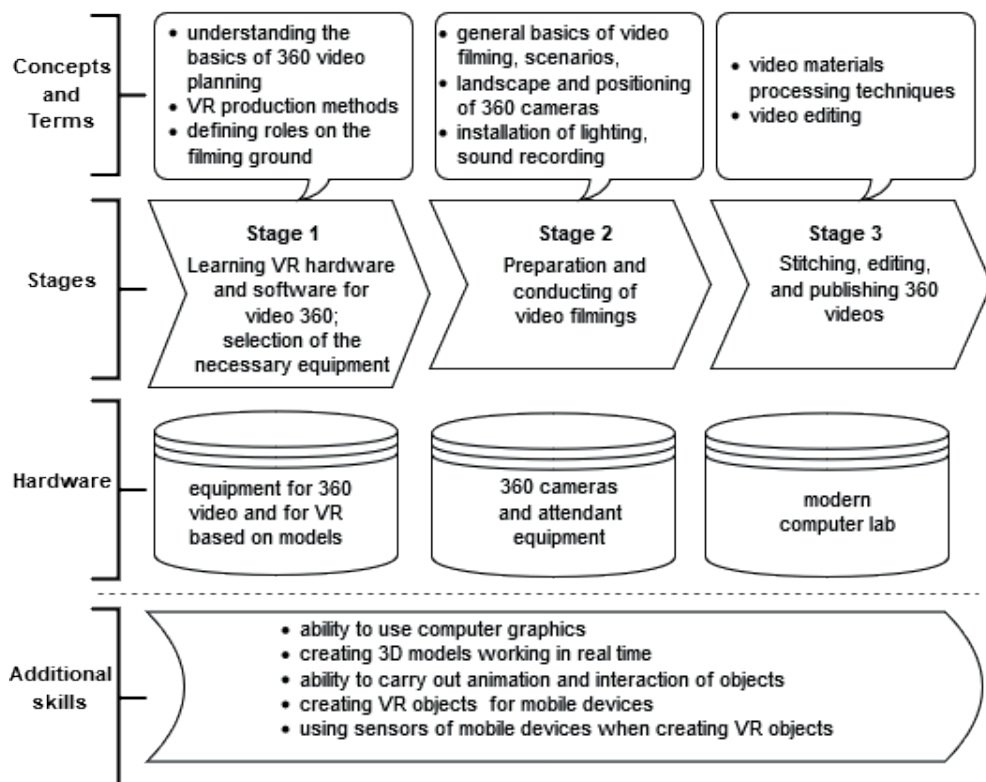 Concepts
and
Terms
• understanding the
basics of 360 video
planning
• VR production methods
• defining roles on the
filming ground
• general basics of video
filming, scenarios,
• landscape and positioning
of 360 cameras
• installation of lighting,
sound recording
• video materials
processing techniques
• video editing
Stages
Stage 1
Learning VR hardware
and software for
video 360;
selection of the
necessary equipment
Stage 2
Preparation and
conducting of
video filmings
Stage 3
Stitching, editing,
and publishing 360
videos
Hardware
equipment for 360
video and for VR
based on models
360 cameras
and attendant
equipment
modern
computer lab
Additional
skills
• ability to use computer graphics
• creating 3D models working in real time
• ability to carry out animation and interaction of objects
• creating VR objects for mobile devices
• using sensors of mobile devices when creating VR objects